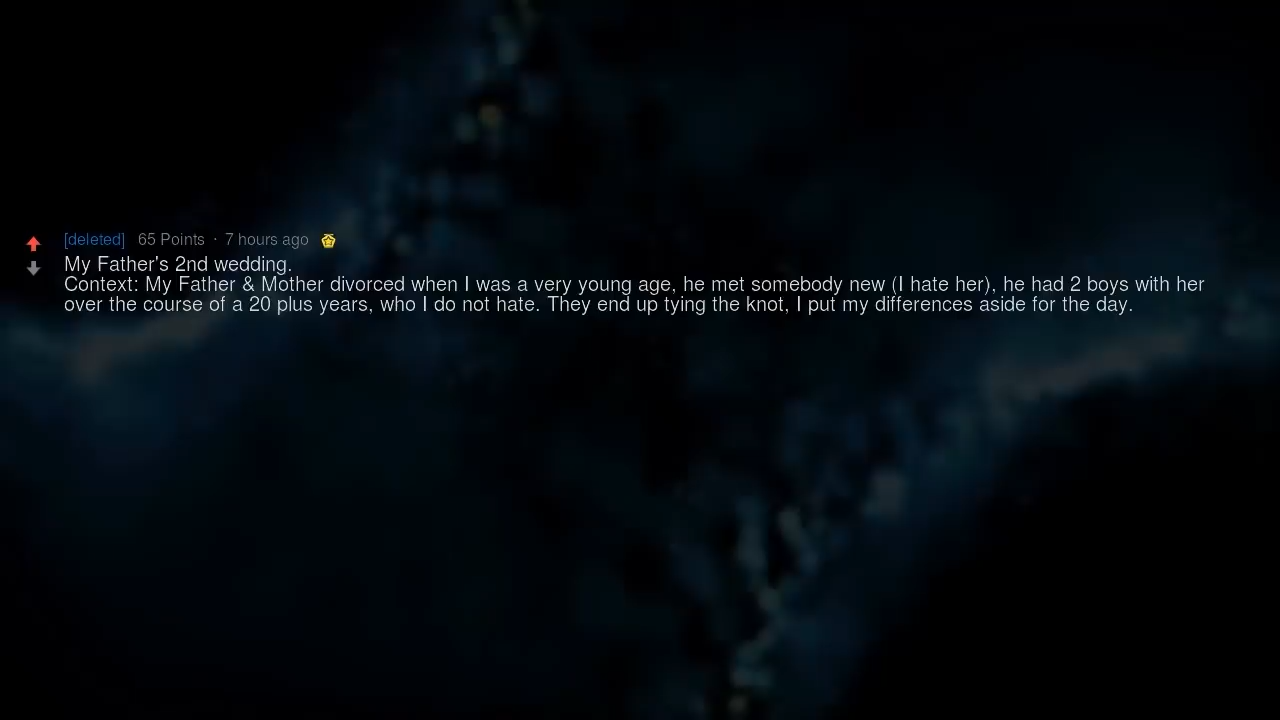 [deleted] 65 Points · 7 hours ago
My Father's 2nd wedding.
Context: My Father & Mother divorced when I was a very young age, he met somebody new (I hate her), he had 2 boys with her
over the course of a 20 plus years, who I do not hate. They end up tying the knot, I put my differences aside for the day.